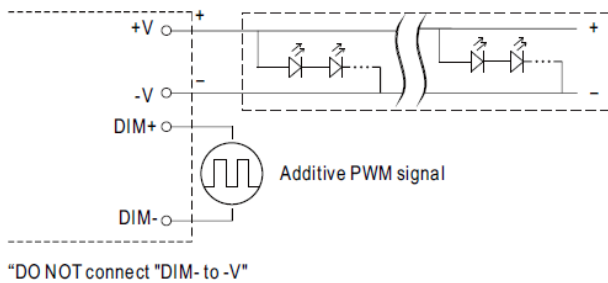 +
+V
+
-V
−
−
DIM+
Additive PWM signal
DIM-
“DO NOT connect "DIM- to -V"